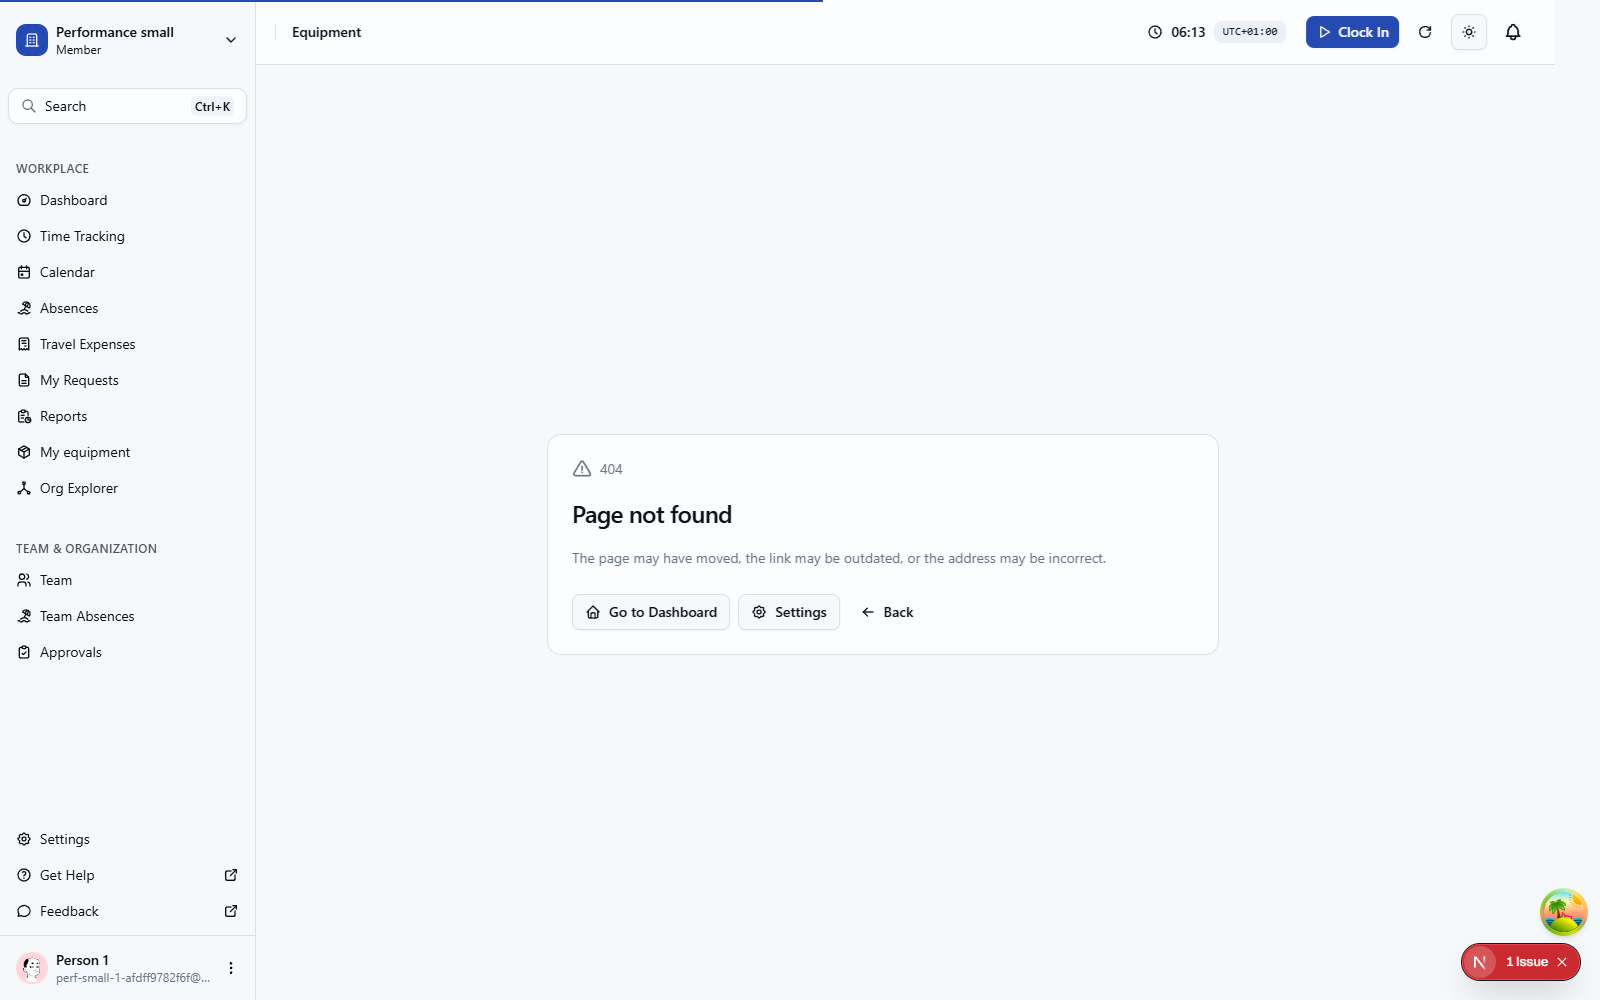 Performance small
Member
Search
Ctrl+K
WORKPLACE
Dashboard
Time Tracking
Calendar
Absences
Travel Expenses
My Requests
Reports
My equipment
Org Explorer
TEAM & ORGANIZATION
Team
Team Absences
Approvals
Settings
Get Help
Feedback
Person 1
perf-small-1-afdff9782f6f@...
Equipment
06:13
UTC+01:00
Clock In
404
Page not found
The page may have moved, the link may be outdated, or the address may be incorrect.
Go to Dashboard
Settings
Back
N
1 Issue